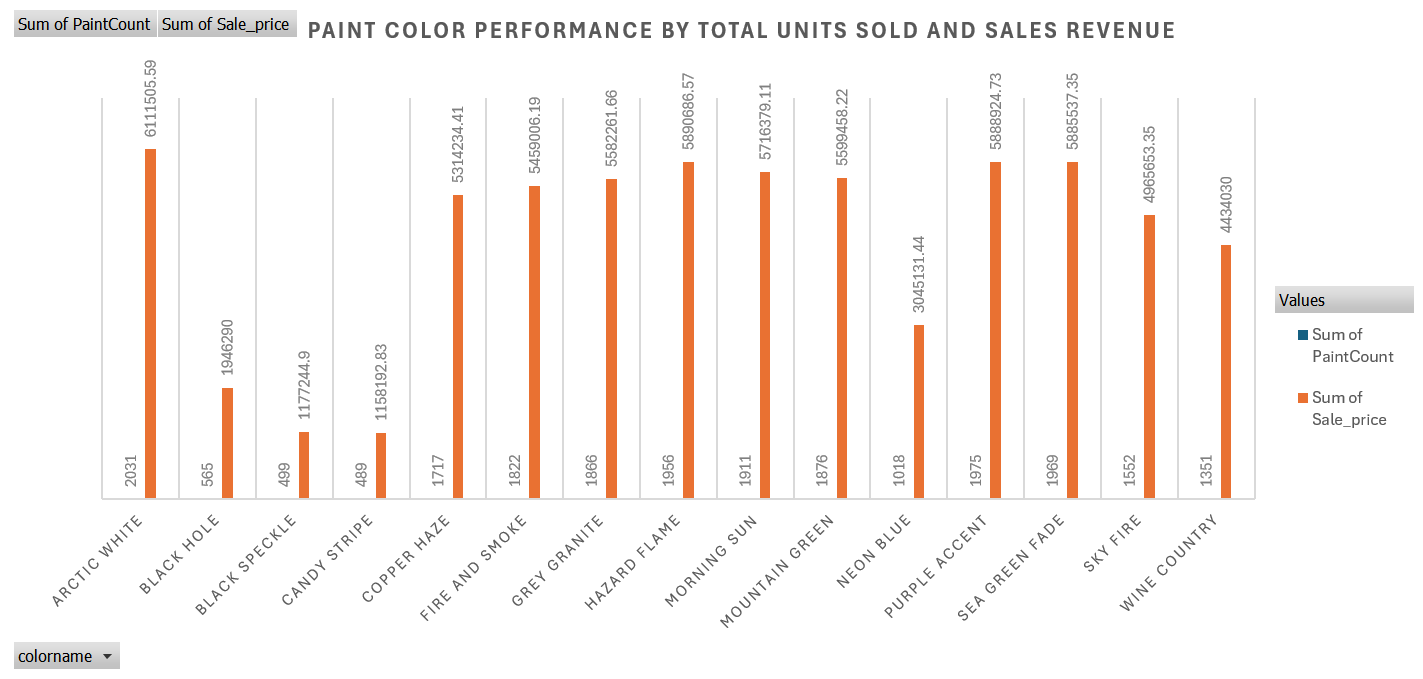 Sum of PaintCount
Sum of Sale_price
PAINT COLOR PERFORMANCE BY TOTAL UNITS SOLD AND SALES REVENUE
2031
6111505.59
565
1946290
499
1177244.9
489
1158192.83
1717
5314234.41
1822
5459006.19
1866
5582261.66
1956
5890686.57
1911
5716379.11
1876
5599458.22
1018
3045131.44
1975
5888924.73
1969
5885537.35
1552
4965653.35
1351
4434030
ARCTIC WHITE
BLACK HOLE
BLACK SPECKLE
CANDY STRIPE
COPPER HAZE
FIRE AND SMOKE
GREY GRANITE
HAZARD FLAME
MORNING SUN
MOUNTAIN GREEN
NEON BLUE
PURPLE ACCENT
SEA GREEN FADE
SKY FIRE
WINE COUNTRY
Values
Sum of
PaintCount
Sum of
Sale_price
colorname